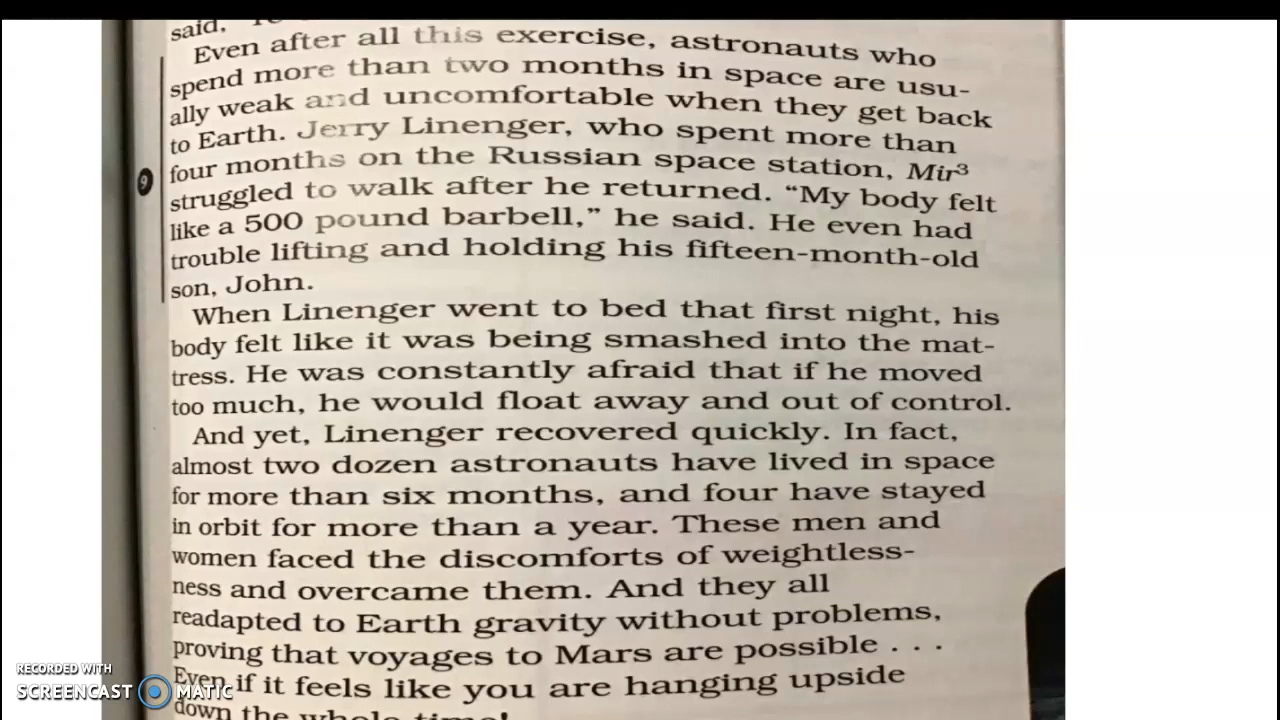 said.
Even after all this exercise, astronauts who
spend more than two months in space are usu-
ally weak and uncomfortable when they get back
to Earth. Jerry Linenger, who spent more than
four months on the Russian space station, Mir3
struggled to walk after he returned. “My body felt
like a 500 pound barbell,” he said. He even had
trouble lifting and holding his fifteen-month-old
son, John.
9
When Linenger went to bed that first night, his
body felt like it was being smashed into the mat-
tress. He was constantly afraid that if he moved
too much, he would float away and out of control.
And yet, Linenger recovered quickly. In fact,
almost two dozen astronauts have lived in space
for more than six months, and four have stayed
in orbit for more than a year. These men and
women faced the discomforts of weightless-
ness and overcame them. And they all
readapted to Earth gravity without problems,
proving that voyages to Mars are possible . . .
Even if it feels like you are hanging upside
down the whole time!
RECORDED WITH
SCREENCAST MATIC